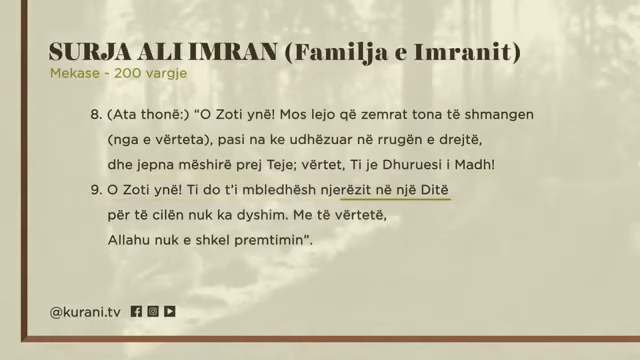 SURJA ALI IMRAN (Familja e Imranit)
Mekase - 200 vargje
8. (Ata thonë:) “O Zoti ynë! Mos lejo që zemrat tona të shmangen
(nga e vërteta), pasi na ke udhëzuar në rrugën e drejtë,
dhe jepna mëshirë prej Teje; vërtet, Ti je Dhuruesi i Madh!
9. O Zoti ynë! Ti do t’i mbledhësh njerëzit në një Ditë
për të cilën nuk ka dyshim. Me të vërtetë,
Allahu nuk e shkel premtimin”.
@kurani.tv